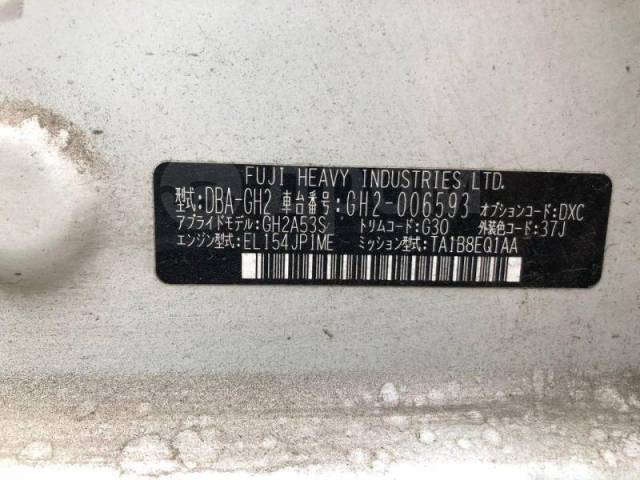 FUJI HEAVY INDUSTRIES,LTD.
型式:DBA-GH2 車台番号:GH2-006593 オプションコード:DXC
アプライドモデル:GH2A53S トリムコード:G30 外装色コード:37J
エンジン型式:EL154JP1ME ミッション型式:TA1B8EQ1AA